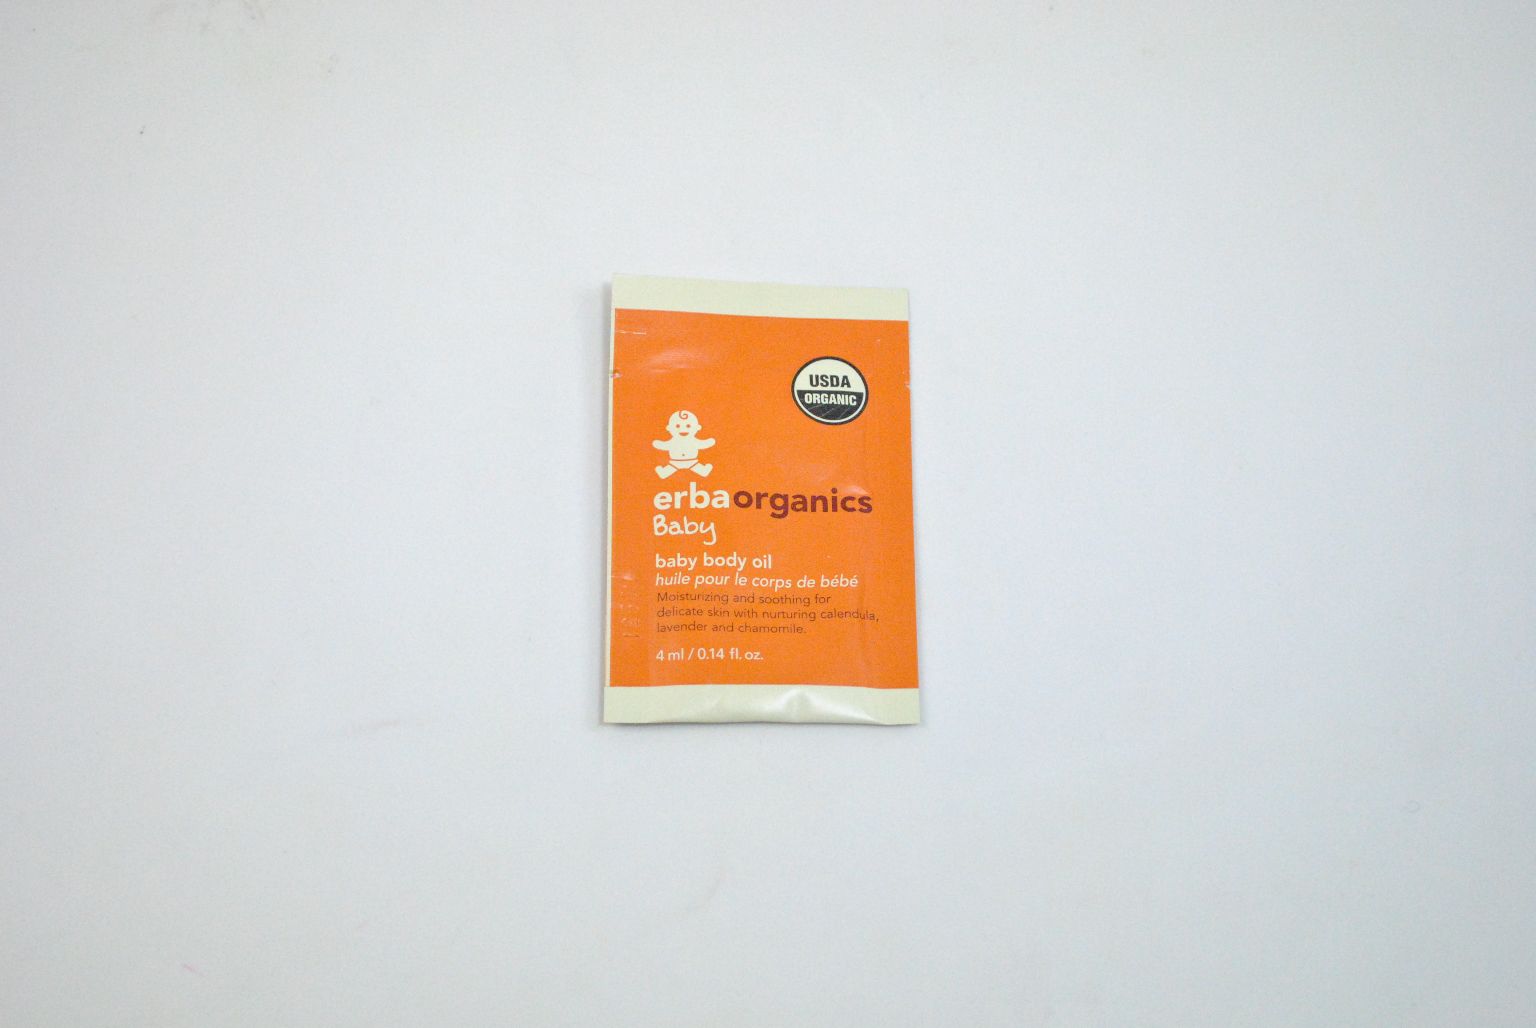 USDA
ORGANIC
erbaorganics
Baby
baby body oil
huile pour le corps de bébé
Moisturizing and soothing for
delicate skin with nurturing calendula,
lavender and chamomile.
4 ml / 0.14 fl. oz.